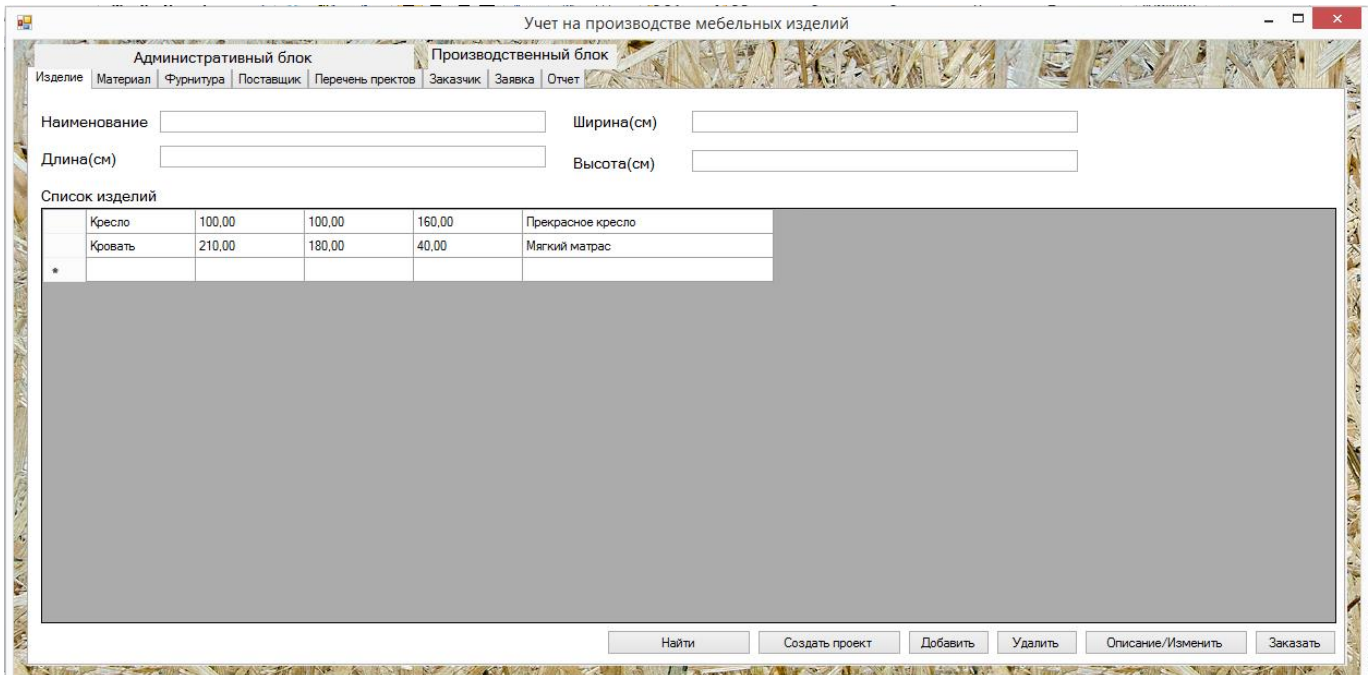 Учет на производстве мебельных изделий
Административный блок Производственный блок
Изделие Материал Фурнитура Поставщик Перечень пректов Заказчик Заявка Отчет
Наименование Ширина(см)
Длина(см) Высота(см)
Список изделий
Кресло 100,00 100,00 160,00 Прекрасное кресло
Кровать 210,00 180,00 40,00 Мягкий матрас
*
Найти Создать проект Добавить Удалить Описание/Изменить Заказать